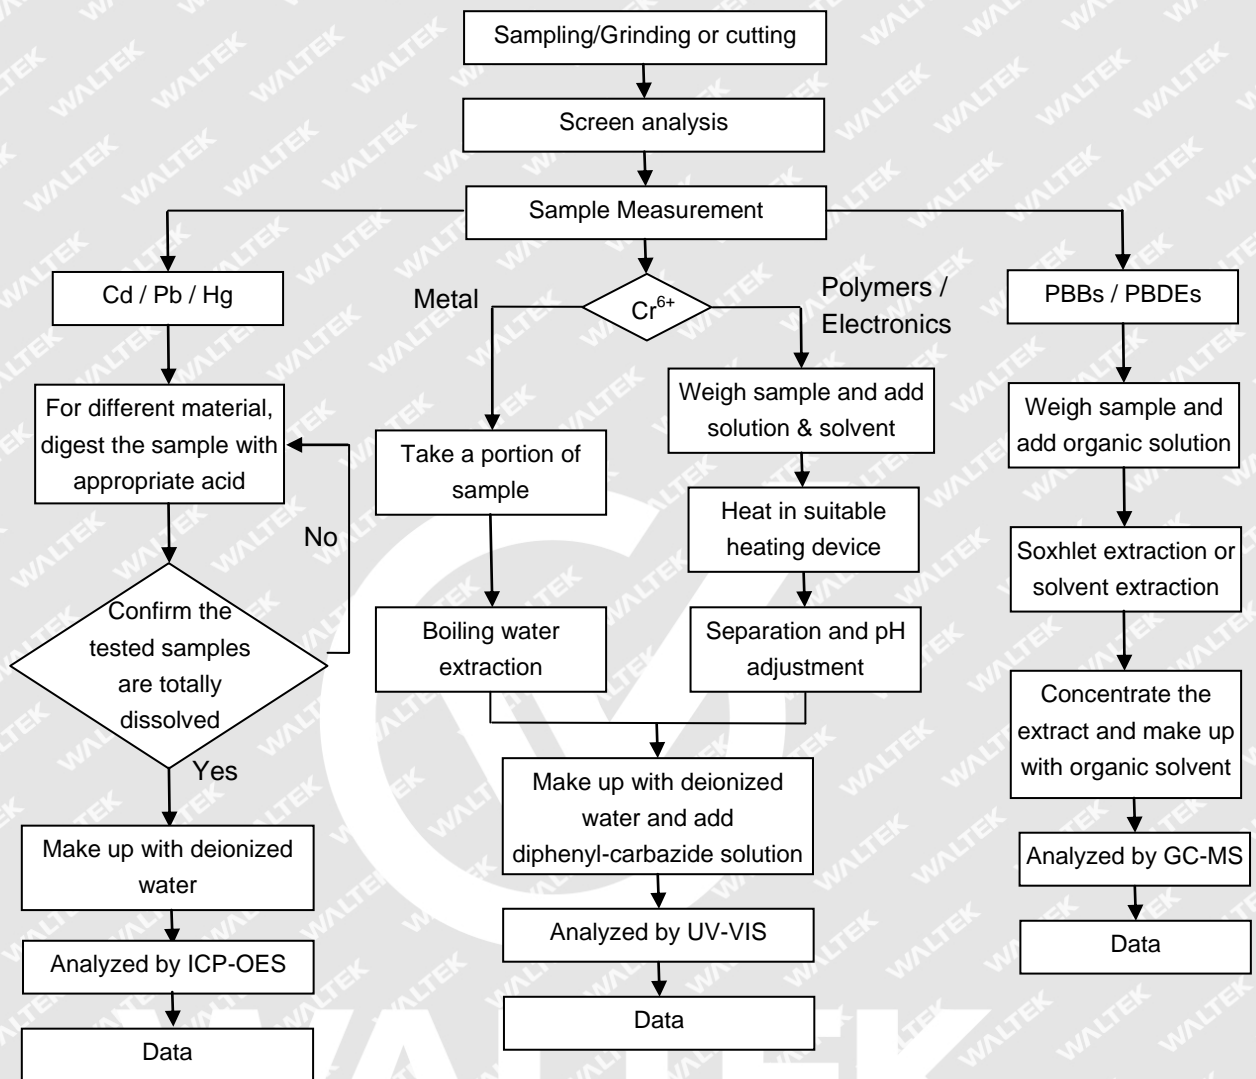 Sampling/Grinding or cutting
Screen analysis
Sample Measurement
Cd / Pb / Hg
For different material,
digest the sample with
appropriate acid
No
Confirm the
tested samples
are totally
dissolved
Yes
Make up with deionized
water
Analyzed by ICP-OES
Data
Cr⁶⁺
Metal
Take a portion of
sample
Boiling water
extraction
Polymers /
Electronics
Weigh sample and add
solution & solvent
Heat in suitable
heating device
Separation and pH
adjustment
Make up with deionized
water and add
diphenyl-carbazide solution
Analyzed by UV-VIS
Data
PBBs / PBDEs
Weigh sample and
add organic solution
Soxhlet extraction or
solvent extraction
Concentrate the
extract and make up
with organic solvent
Analyzed by GC-MS
Data
WALTEK